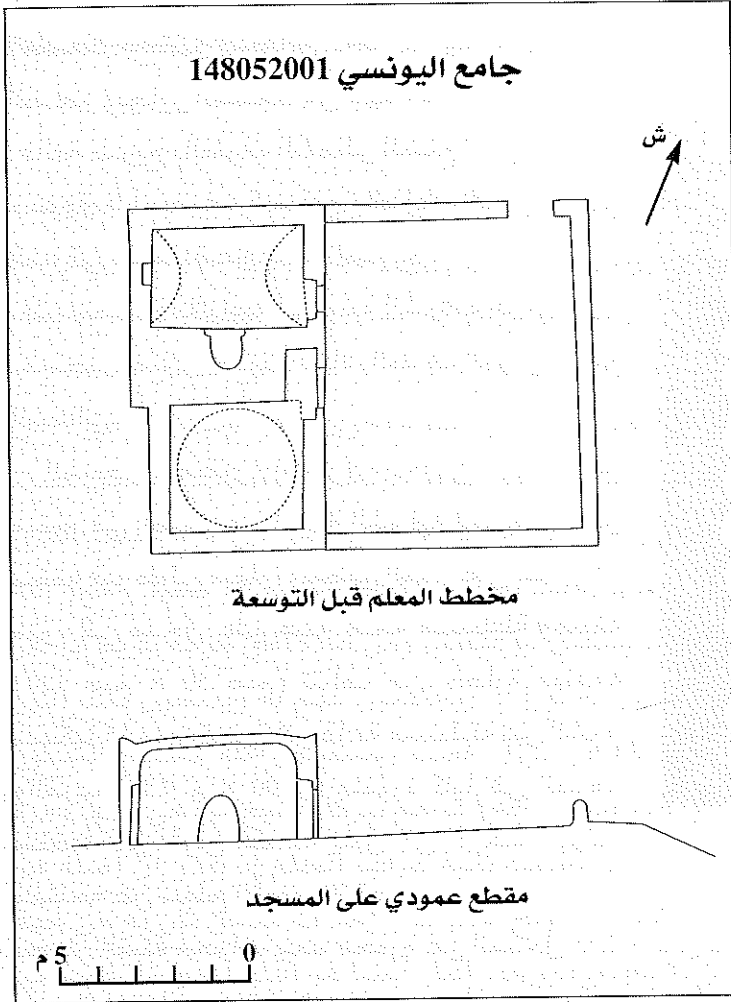 جامع اليونسي 148052001
ش
مخطط المعلم قبل التوسعة
مقطع عمودي على المسجد
0 5 م